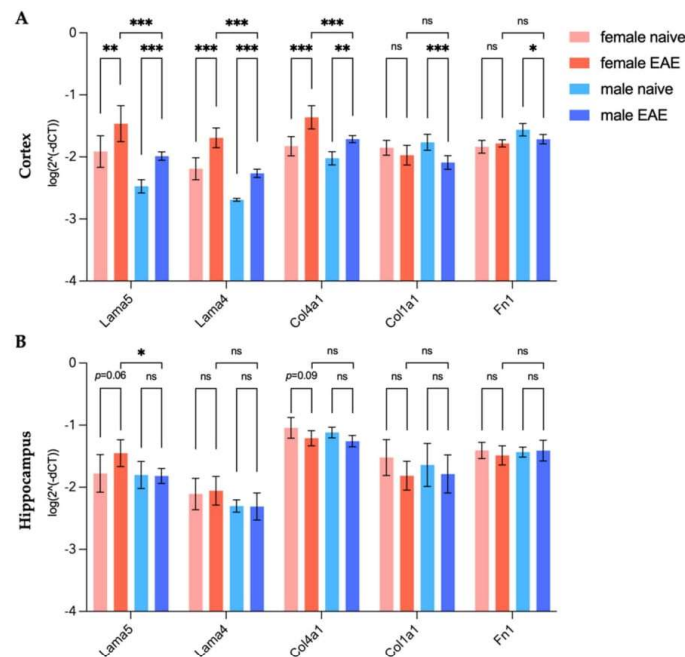 A
Cortex
log(2^(-dCT))
0
-1
-2
-3
-4
*** *** *** ns ns
** *** *** *** *** ** ns *** ns *
Lama5 Lama4 Col4a1 Col1a1 Fn1
female naive
female EAE
male naive
male EAE
B
Hippocampus
log(2^(-dCT))
0
-1
-2
-3
-4
* ns ns ns ns
p=0.06 ns ns ns p=0.09 ns ns ns ns ns
Lama5 Lama4 Col4a1 Col1a1 Fn1